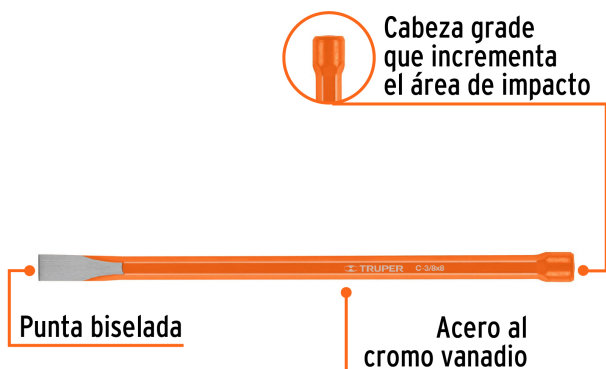 Cabeza grade
que incrementa
el área de impacto
TRUPER C-3/8x8
Punta biselada
Acero al
cromo vanadio